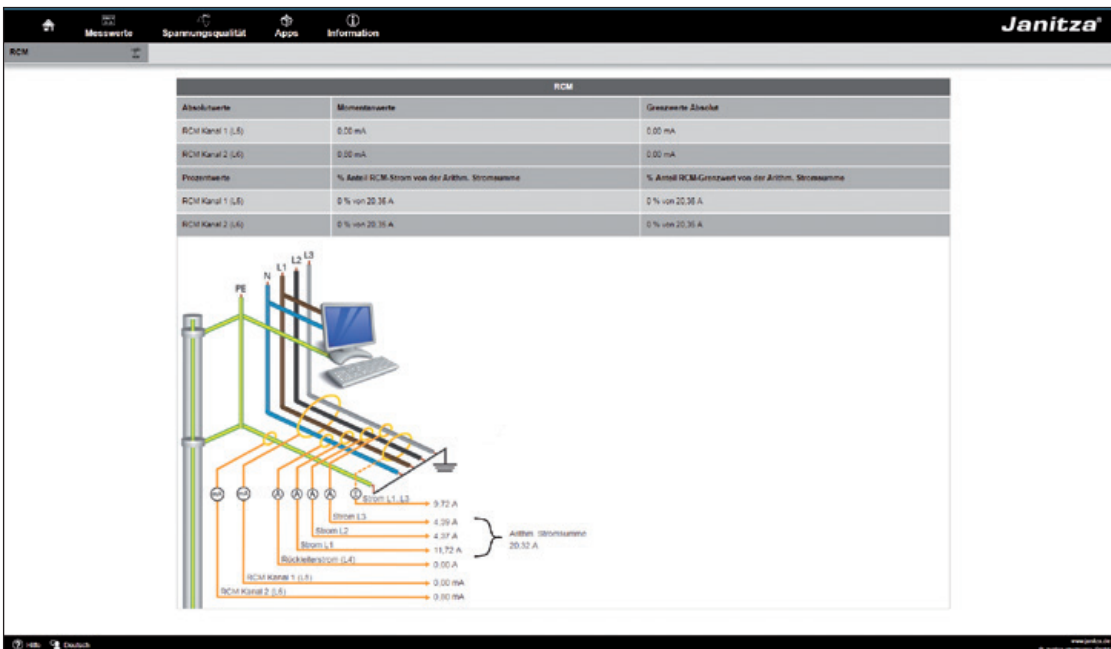 Messwerte Spannungsqualität Apps Information Janitza®
RCM
RCM
Absolutwerte Momentanwerte Grenzwerte Absolut
RCM Kanal 1 (L5) 0,00 mA 0,00 mA
RCM Kanal 2 (L6) 0,00 mA 0,00 mA
Prozentwerte % Anteil RCM-Strom von der Arithm. Stromsumme % Anteil RCM-Grenzwert von der Arithm. Stromsumme
RCM Kanal 1 (L5) 0 % von 20,35 A 0 % von 20,35 A
RCM Kanal 2 (L6) 0 % von 20,35 A 0 % von 20,35 A
PE N L1 L2 L3
mA mA A A A A Σ
Strom L1..L3 9,72 A
Strom L3 4,39 A
Strom L2 4,37 A
Strom L1 11,72 A
Arithm. Stromsumme
20,32 A
Rückleiterstrom (L4) 0,00 A
RCM Kanal 1 (L5) 0,00 mA
RCM Kanal 2 (L6) 0,00 mA
Hilfe Deutsch www.janitza.de